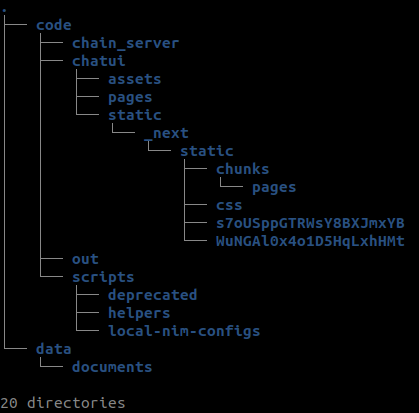 .
├── code
│   ├── chain_server
│   ├── chatui
│   │   ├── assets
│   │   ├── pages
│   │   └── static
│   │       └── _next
│   │           └── static
│   │               ├── chunks
│   │               │   └── pages
│   │               ├── css
│   │               ├── s7oUSppGTRWsY8BXJmxYB
│   │               └── WuNGAl0x4o1D5HqLxhHMt
│   ├── out
│   └── scripts
│       ├── deprecated
│       ├── helpers
│       └── local-nim-configs
└── data
    └── documents
20 directories